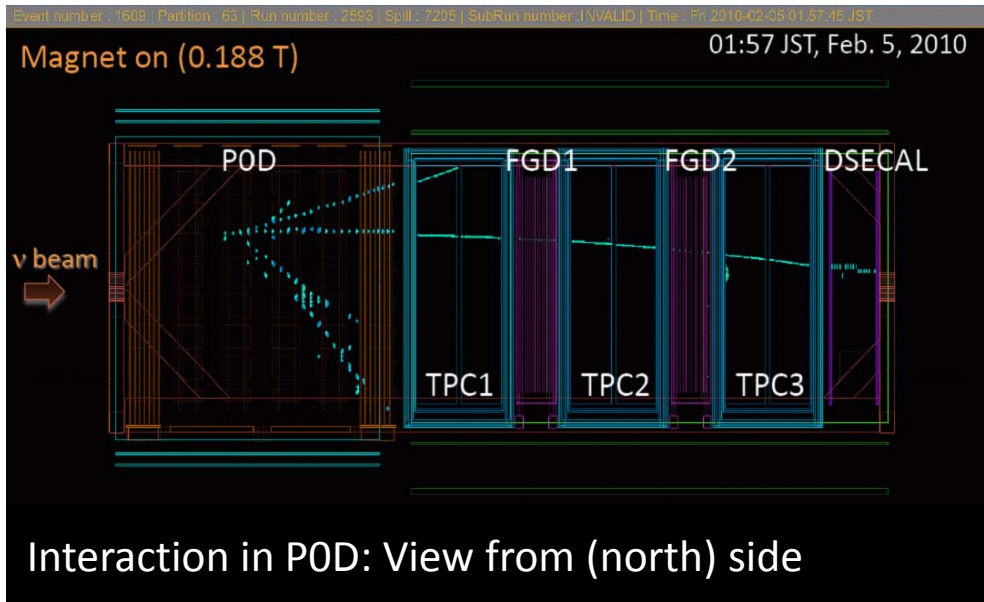 Event number : 1609 | Partition : 63 | Run number : 2593 | Spill : 7205 | SubRun number :INVALID | Time : Fri 2010-02-05 01:57:45 JST
Magnet on (0.188 T)
01:57 JST, Feb. 5, 2010
P0D
FGD1
FGD2
DSECAL
ν beam
TPC1
TPC2
TPC3
Interaction in P0D: View from (north) side